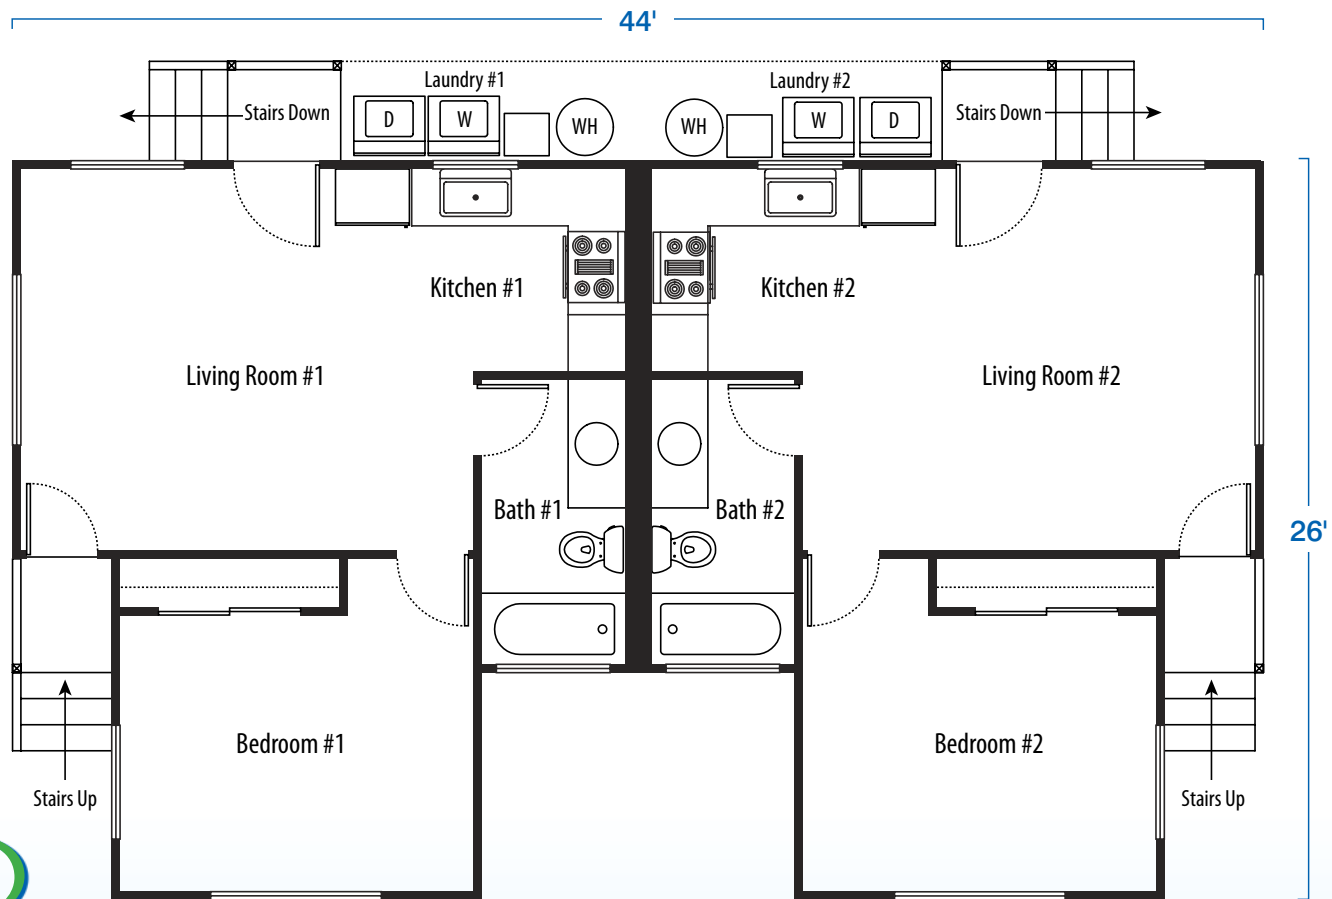 44'
Laundry #1
Laundry #2
Stairs Down
D
W
WH
WH
W
D
Stairs Down
Kitchen #1
Kitchen #2
Living Room #1
Living Room #2
Bath #1
Bath #2
26'
Bedroom #1
Bedroom #2
Stairs Up
Stairs Up